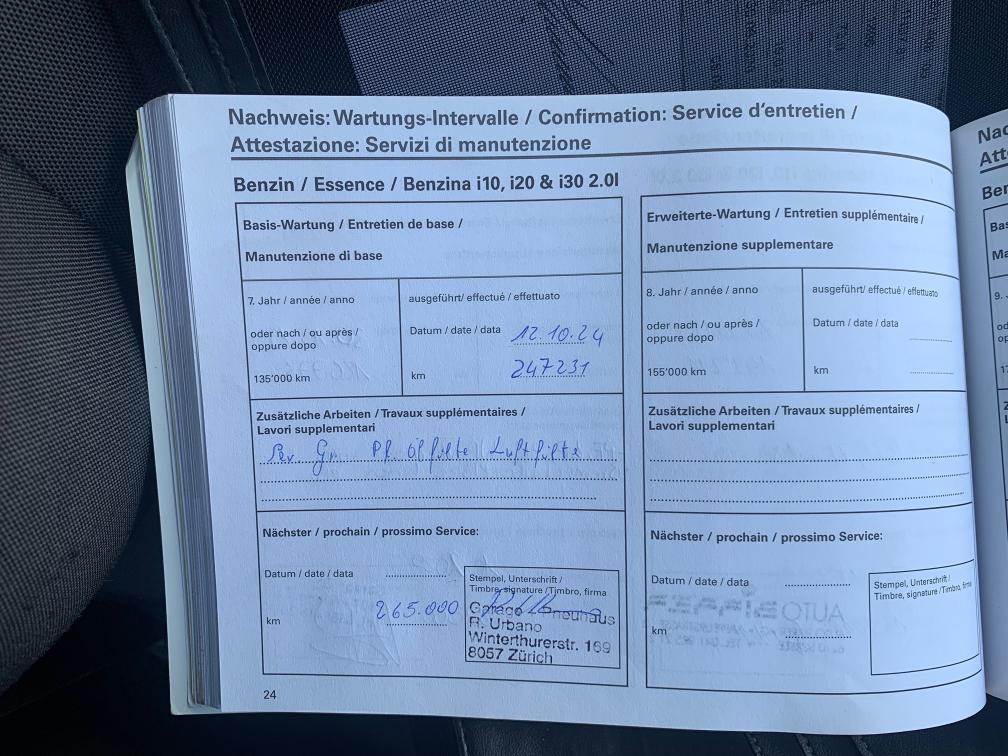 Nachweis: Wartungs-Intervalle / Confirmation: Service d'entretien /
Attestazione: Servizi di manutenzione
Benzin / Essence / Benzina i10, i20 & i30 2.0l
Basis-Wartung / Entretien de base /
Manutenzione di base
7. Jahr / année / anno
oder nach / ou après /
oppure dopo
135'000 km
ausgeführt/ effectué / effettuato
Datum / date / data 12.10.24
km 247231
Zusätzliche Arbeiten / Travaux supplémentaires /
Lavori supplementari
Gr. Ölfilte Luftfilte
Nächster / prochain / prossimo Service:
Datum / date / data
km 265.000
Stempel, Unterschrift /
Timbre, signature /Timbro, firma
R. Urbano
Winterthurerstr. 169
8057 Zürich
24
Erweiterte-Wartung / Entretien supplémentaire /
Manutenzione supplementare
8. Jahr / année / anno
oder nach / ou après /
oppure dopo
155'000 km
ausgeführt/ effectué / effettuato
Datum / date / data
km
Zusätzliche Arbeiten / Travaux supplémentaires /
Lavori supplementari
Nächster / prochain / prossimo Service:
Datum / date / data
km
Stempel, Unterschrift /
Timbre, signature /Timbro, firma